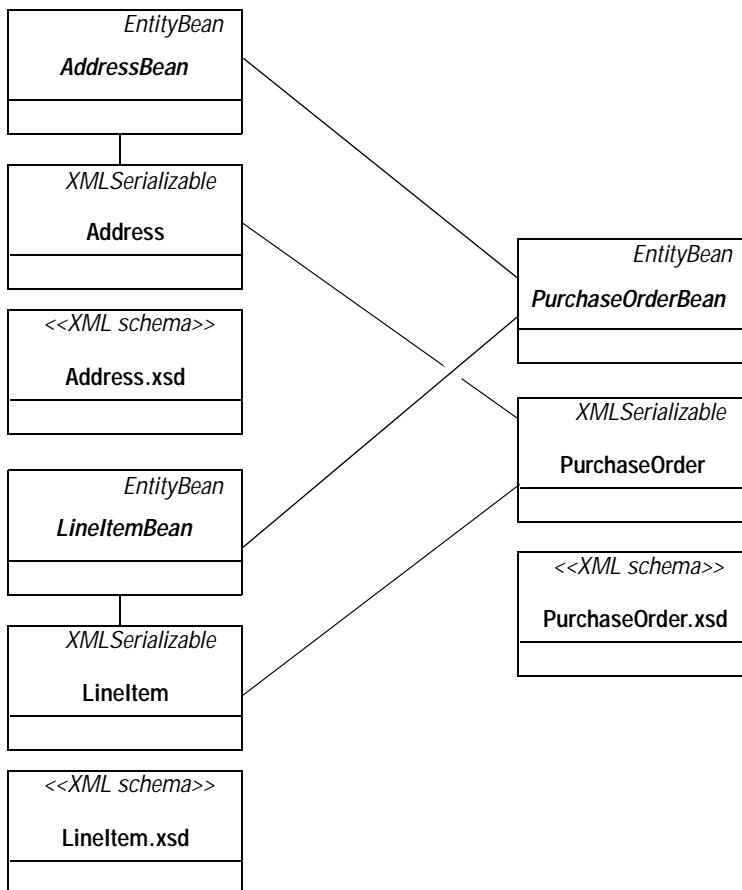 EntityBean
AddressBean
XMLSerializable
Address
<<XML schema>>
Address.xsd
EntityBean
LineItemBean
XMLSerializable
LineItem
<<XML schema>>
LineItem.xsd
EntityBean
PurchaseOrderBean
XMLSerializable
PurchaseOrder
<<XML schema>>
PurchaseOrder.xsd